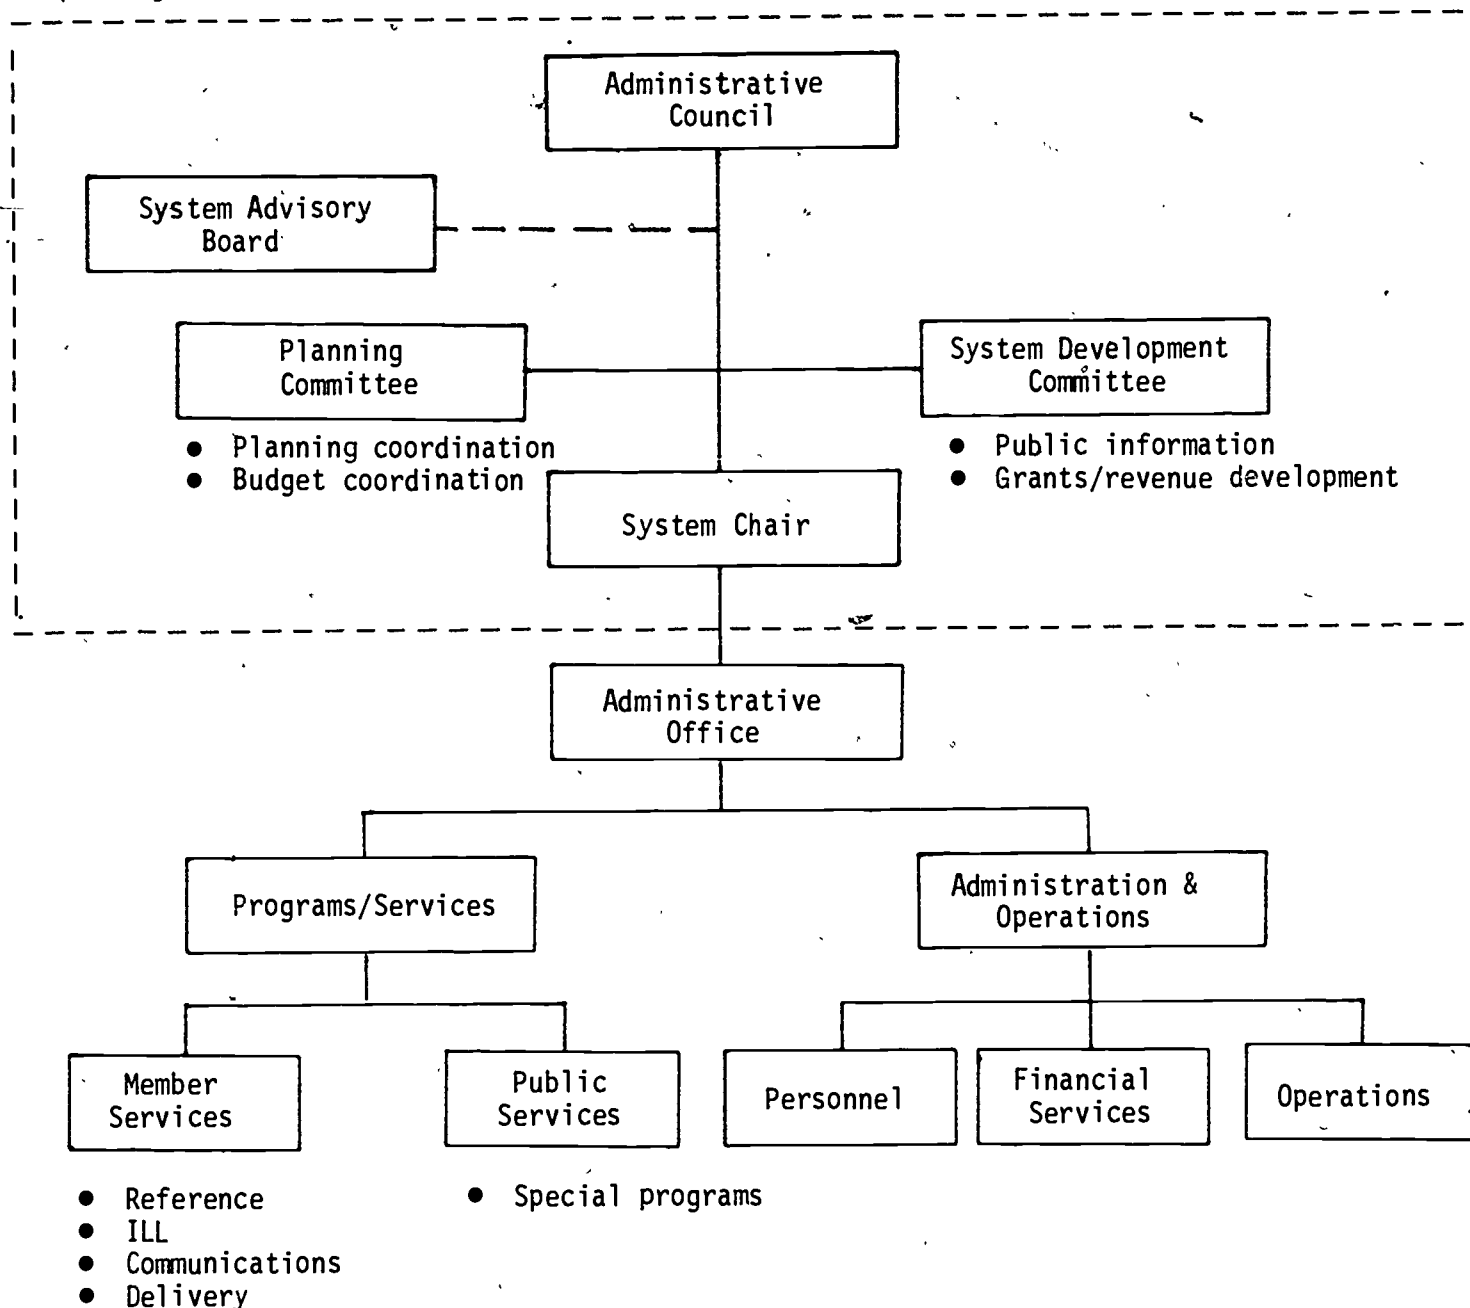 Administrative
Council
System Advisory
Board
Planning
Committee
System Development
Committee
● Planning coordination
● Budget coordination
● Public information
● Grants/revenue development
System Chair
Administrative
Office
Programs/Services
Administration &
Operations
Member
Services
Public
Services
Personnel
Financial
Services
Operations
● Reference
● ILL
● Communications
● Delivery
● Special programs